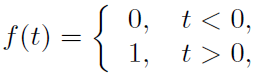 f(t) = { 0, t < 0,
1, t > 0,